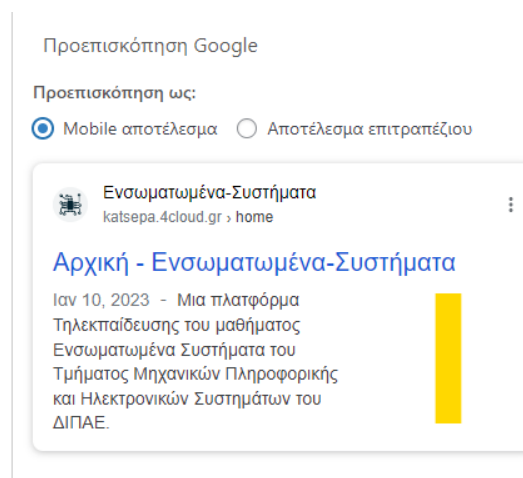 Προεπισκόπηση Google
Προεπισκόπηση ως:
Mobile αποτέλεσμα Αποτέλεσμα επιτραπέζιου
Ενσωματωμένα-Συστήματα
katsepa.4cloud.gr › home
Αρχική - Ενσωματωμένα-Συστήματα
Ιαν 10, 2023 - Μια πλατφόρμα
Τηλεκπαίδευσης του μαθήματος
Ενσωματωμένα Συστήματα του
Τμήματος Μηχανικών Πληροφορικής
και Ηλεκτρονικών Συστημάτων του
ΔΙΠΑΕ.